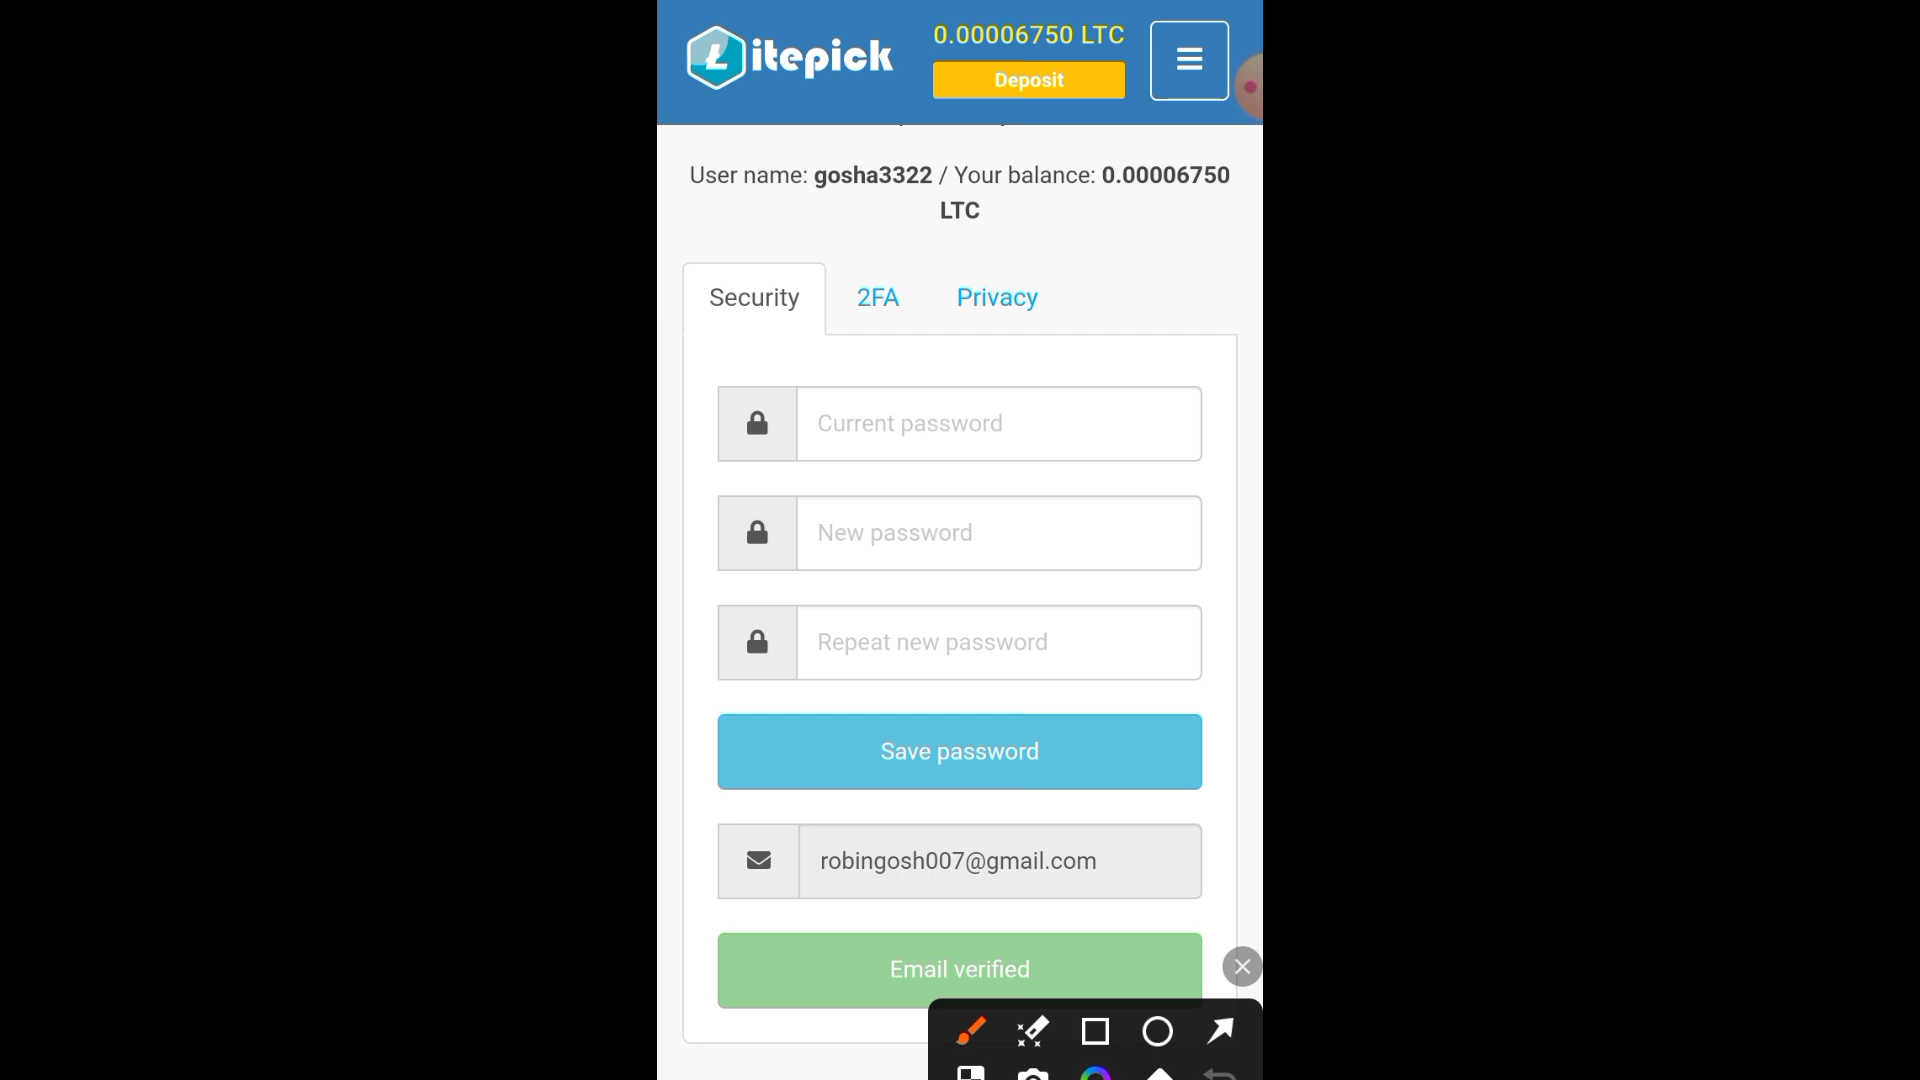 Litepick
0.00006750 LTC
Deposit
User name: gosha3322 / Your balance: 0.00006750
LTC
Security
2FA
Privacy
Current password
New password
Repeat new password
Save password
robingosh007@gmail.com
Email verified